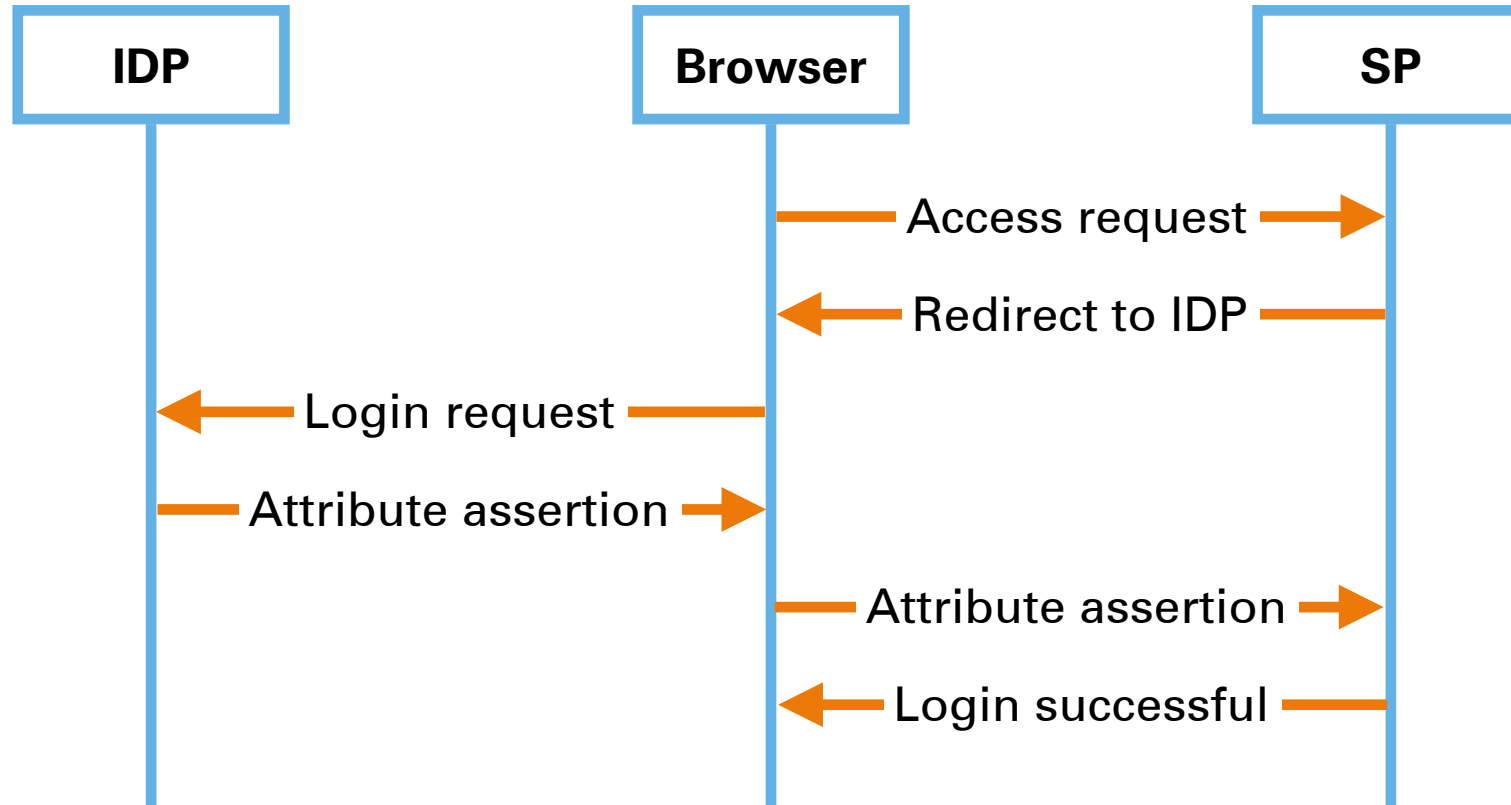 IDP
Browser
SP
Access request
Redirect to IDP
Login request
Attribute assertion
Attribute assertion
Login successful